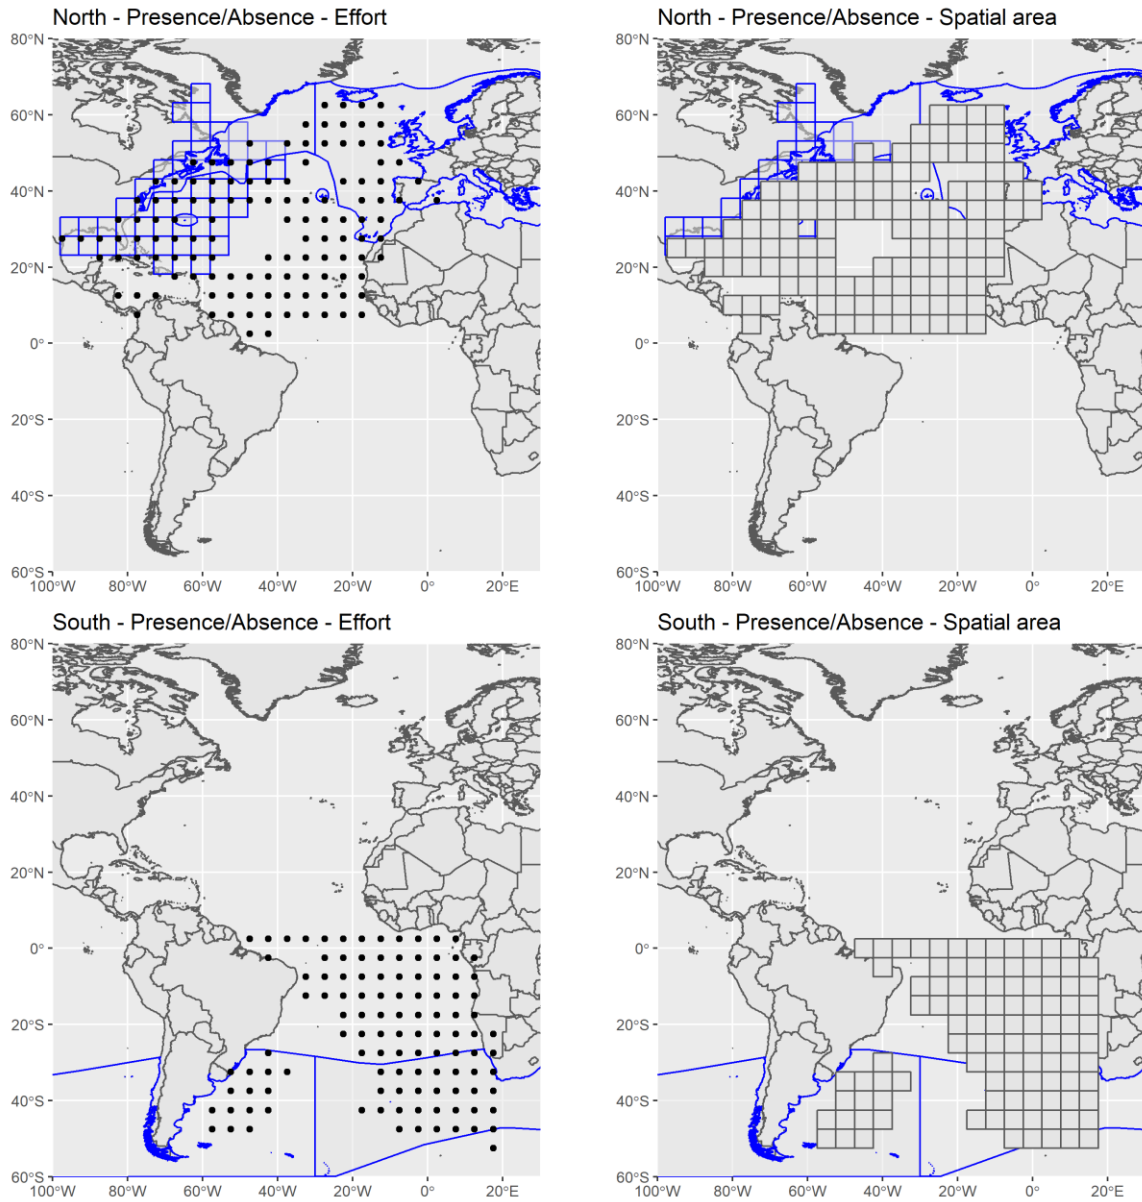 North - Presence/Absence - Effort
80°N
60°N
40°N
20°N
0°
20°S
40°S
60°S
100°W 80°W 60°W 40°W 20°W 0° 20°E
North - Presence/Absence - Spatial area
80°N
60°N
40°N
20°N
0°
20°S
40°S
60°S
100°W 80°W 60°W 40°W 20°W 0° 20°E
South - Presence/Absence - Effort
80°N
60°N
40°N
20°N
0°
20°S
40°S
60°S
100°W 80°W 60°W 40°W 20°W 0° 20°E
South - Presence/Absence - Spatial area
80°N
60°N
40°N
20°N
0°
20°S
40°S
60°S
100°W 80°W 60°W 40°W 20°W 0° 20°E